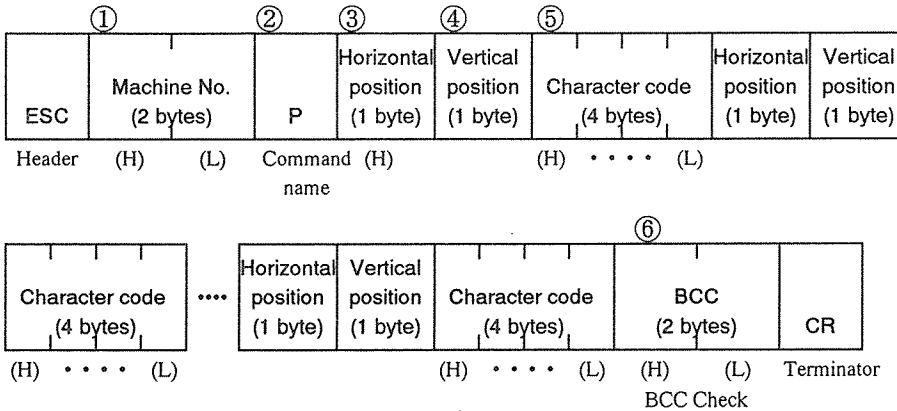 ① ② ③ ④ ⑤
ESC Machine No. (2 bytes) P Horizontal position (1 byte) Vertical position (1 byte) Character code (4 bytes) Horizontal position (1 byte) Vertical position (1 byte)
Header (H) (L) Command name (H) (H) • • • • (L)
⑥
Character code (4 bytes) •••• Horizontal position (1 byte) Vertical position (1 byte) Character code (4 bytes) BCC (2 bytes) CR
(H) • • • • (L) (H) • • • • (L) (H) (L) Terminator
BCC Check